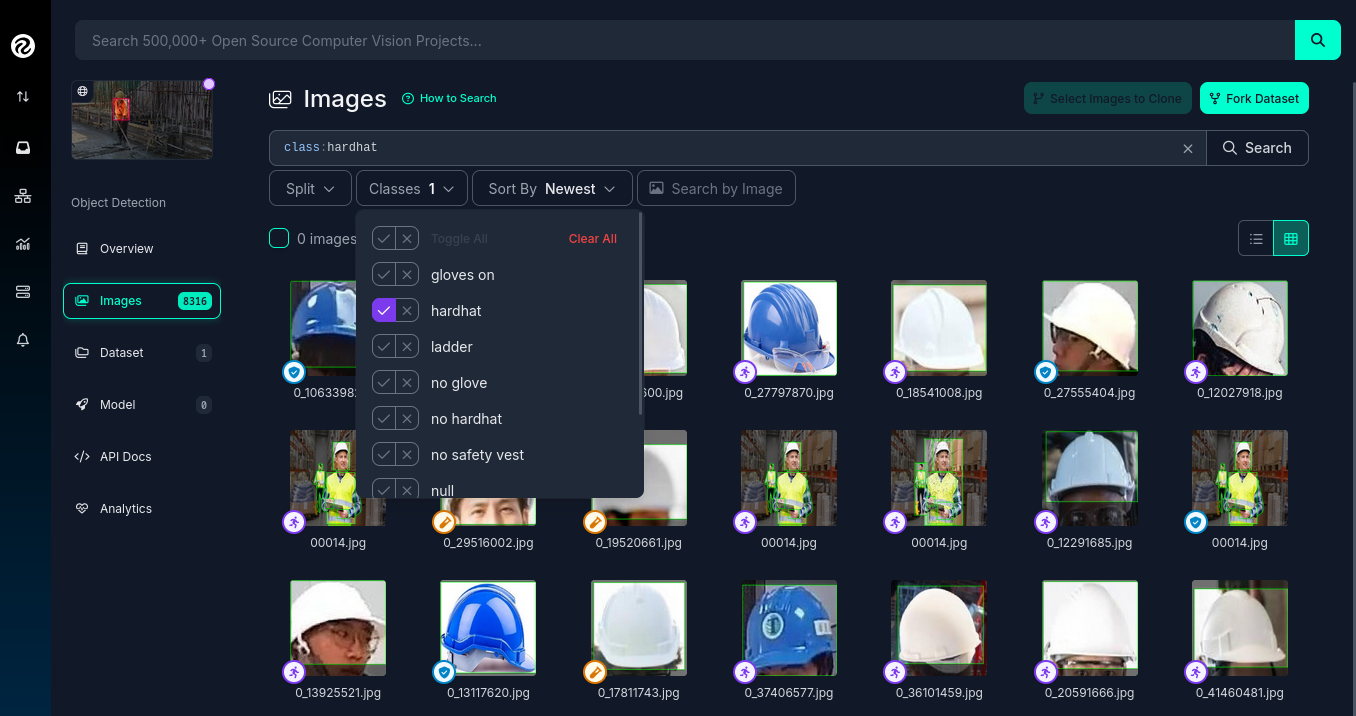 Search 500,000+ Open Source Computer Vision Projects...
Images
How to Search
Select Images to Clone
Fork Dataset
class:hardhat
Search
Split
Classes 1
Sort By Newest
Search by Image
Object Detection
Overview
Images 8316
Dataset 1
Model 0
API Docs
Analytics
0 images
Toggle All
Clear All
gloves on
hardhat
ladder
no glove
no hardhat
no safety vest
null
0_1063398
600.jpg
0_27797870.jpg
0_18541008.jpg
0_27555404.jpg
0_12027918.jpg
00014.jpg
0_29516002.jpg
0_19520661.jpg
00014.jpg
00014.jpg
0_12291685.jpg
00014.jpg
0_13925521.jpg
0_13117620.jpg
0_17811743.jpg
0_37406577.jpg
0_36101459.jpg
0_20591666.jpg
0_41460481.jpg